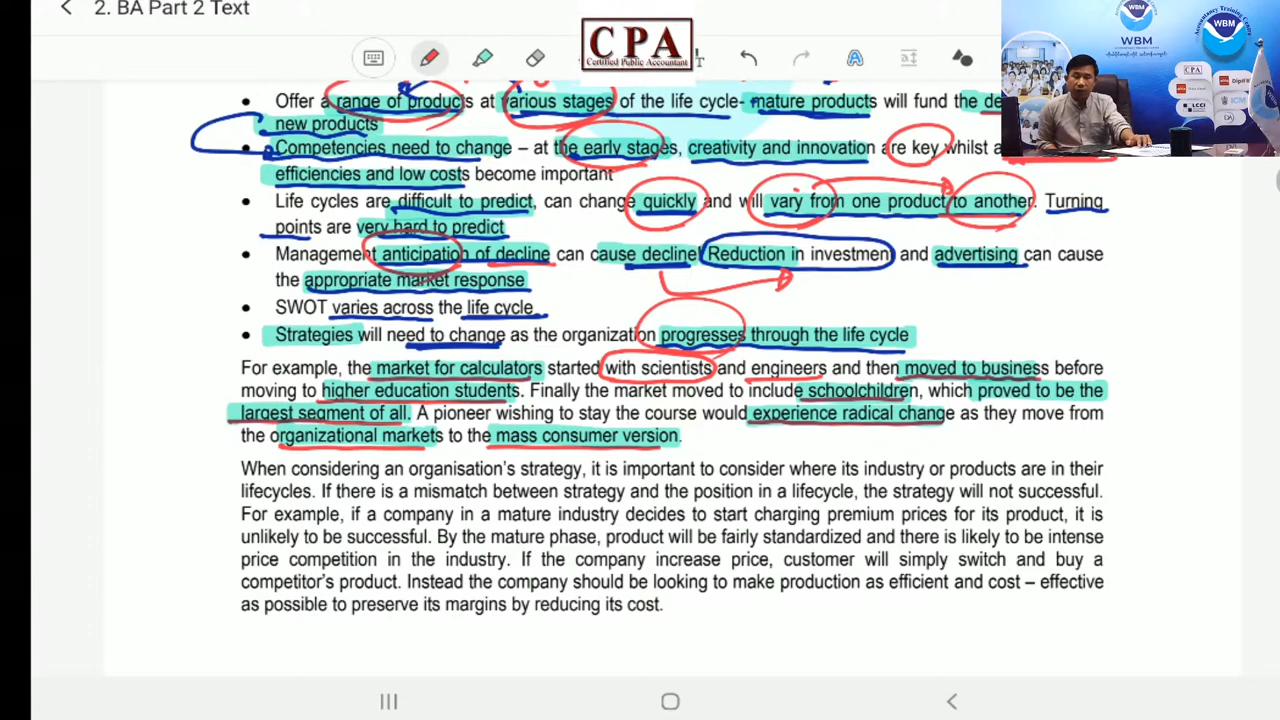 2. BA Part 2 Text
CPA
Certified Public Accountant
WBM
WBM
WBM
CPA
LCCI
ICM
• Offer a range of products at various stages of the life cycle- mature products will fund the de
new products
• Competencies need to change – at the early stages, creativity and innovation are key whilst a
efficiencies and low costs become important
• Life cycles are difficult to predict, can change quickly and will vary from one product to another. Turning
points are very hard to predict
• Management anticipation of decline can cause decline! Reduction in investment and advertising can cause
the appropriate market response
• SWOT varies across the life cycle
• Strategies will need to change as the organization progresses through the life cycle
For example, the market for calculators started with scientists and engineers and then moved to business before
moving to higher education students. Finally the market moved to include schoolchildren, which proved to be the
largest segment of all. A pioneer wishing to stay the course would experience radical change as they move from
the organizational markets to the mass consumer version.
When considering an organisation's strategy, it is important to consider where its industry or products are in their
lifecycles. If there is a mismatch between strategy and the position in a lifecycle, the strategy will not successful.
For example, if a company in a mature industry decides to start charging premium prices for its product, it is
unlikely to be successful. By the mature phase, product will be fairly standardized and there is likely to be intense
price competition in the industry. If the company increase price, customer will simply switch and buy a
competitor's product. Instead the company should be looking to make production as efficient and cost – effective
as possible to preserve its margins by reducing its cost.